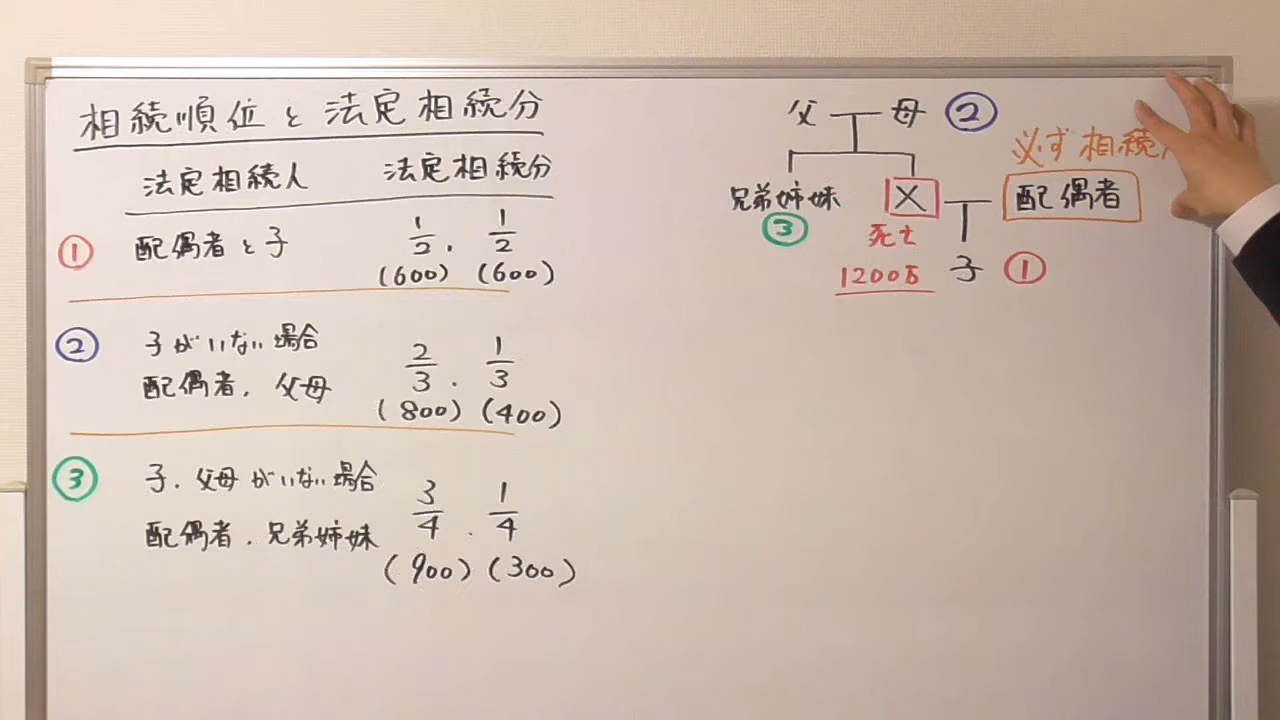 相続順位と法定相続分
法定相続人 法定相続分
① 配偶者と子 1/2 . 1/2
(600) (600)
② 子がいない場合
配偶者, 父母 2/3 . 1/3
(800) (400)
③ 子. 父母がいない場合
配偶者. 兄弟姉妹 3/4 . 1/4
(900) (300)
父 母 ②
必ず相続
兄弟姉妹 X 配偶者
③ 死亡
1200万 子 ①